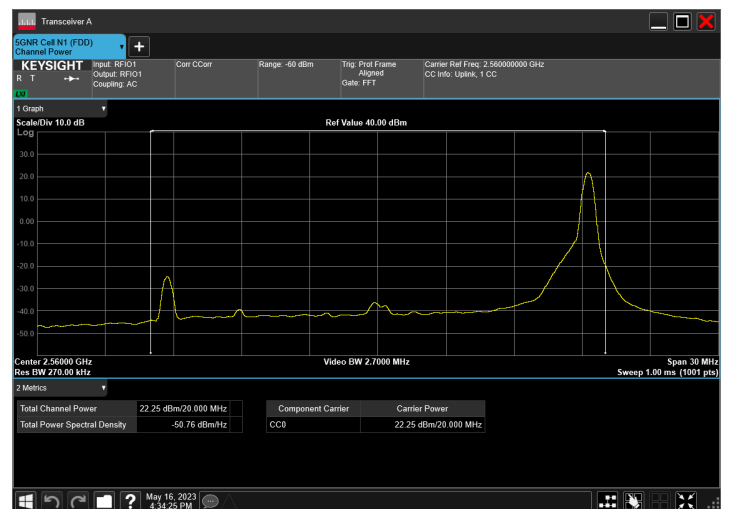 Transceiver A
5GNR Cell N1 (FDD)
Channel Power
KEYSIGHT
R T
LXI
Input: RFIO1
Output: RFIO1
Coupling: AC
Corr CCorr
Range: -60 dBm
Trig: Prot Frame
Aligned
Gate: FFT
Carrier Ref Freq: 2.560000000 GHz
CC Info: Uplink, 1 CC
1 Graph
Scale/Div 10.0 dB
Ref Value 40.00 dBm
Log
30.0
20.0
10.0
0.00
-10.0
-20.0
-30.0
-40.0
-50.0
Center 2.56000 GHz
Video BW 2.7000 MHz
Span 30 MHz
Res BW 270.00 kHz
Sweep 1.00 ms (1001 pts)
2 Metrics
Total Channel Power 22.25 dBm/20.000 MHz
Total Power Spectral Density -50.76 dBm/Hz
Component Carrier Carrier Power
CC0 22.25 dBm/20.000 MHz
?
May 16, 2023
4:34:25 PM